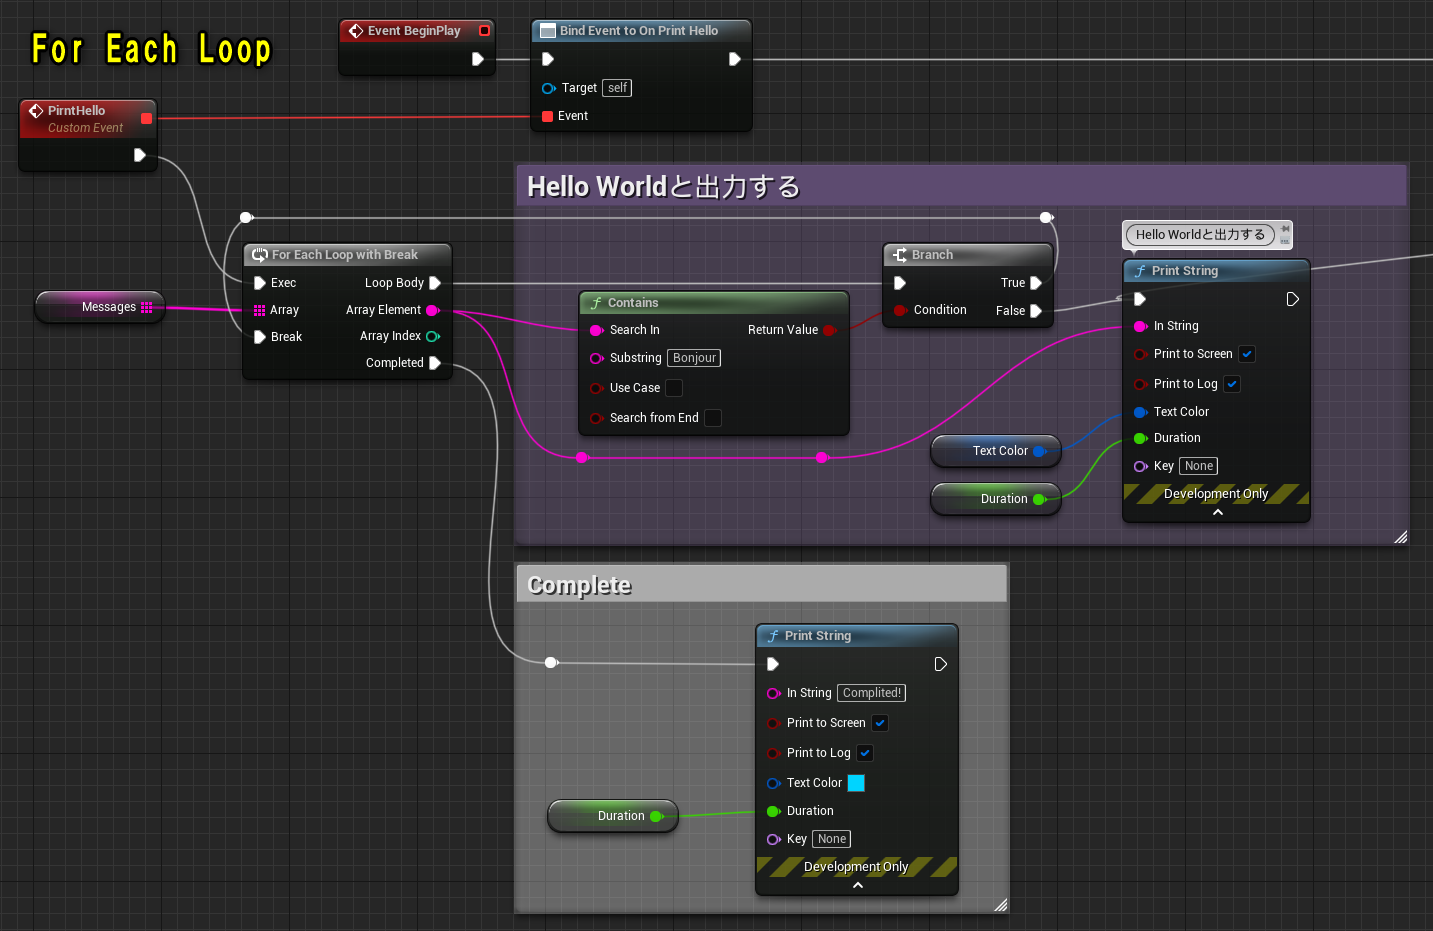 For Each Loop
Event BeginPlay
Bind Event to On Print Hello
Target self
Event
PirntHello
Custom Event
Hello Worldと出力する
For Each Loop with Break
Exec
Loop Body
Array
Array Element
Break
Array Index
Completed
Messages
Contains
Search In
Return Value
Substring Bonjour
Use Case
Search from End
Branch
True
Condition
False
Hello Worldと出力する
Print String
In String
Print to Screen
Print to Log
Text Color
Duration
Key None
Development Only
Text Color
Duration
Complete
Print String
In String Complited!
Print to Screen
Print to Log
Text Color
Duration
Key None
Development Only
Duration